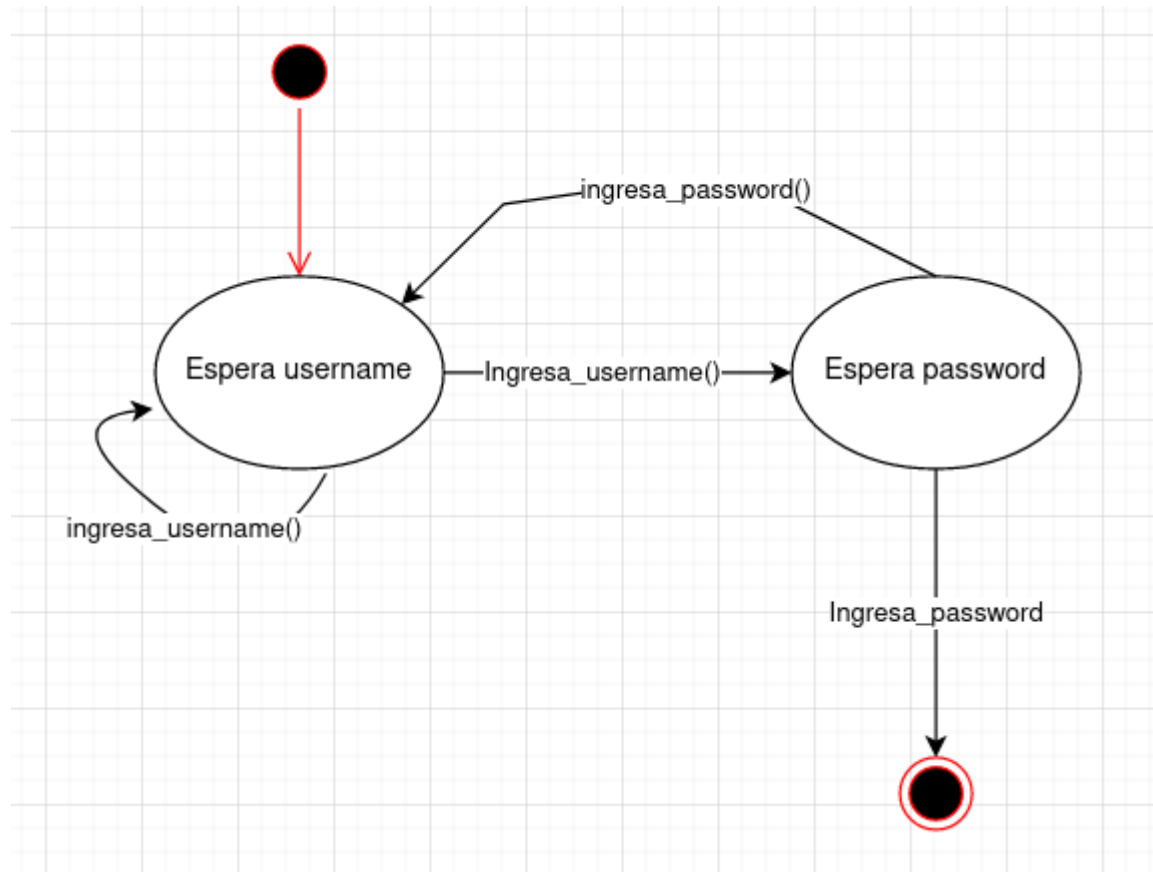 ingresa_password()
Espera username
Ingresa_username()
Espera password
ingresa_username()
Ingresa_password